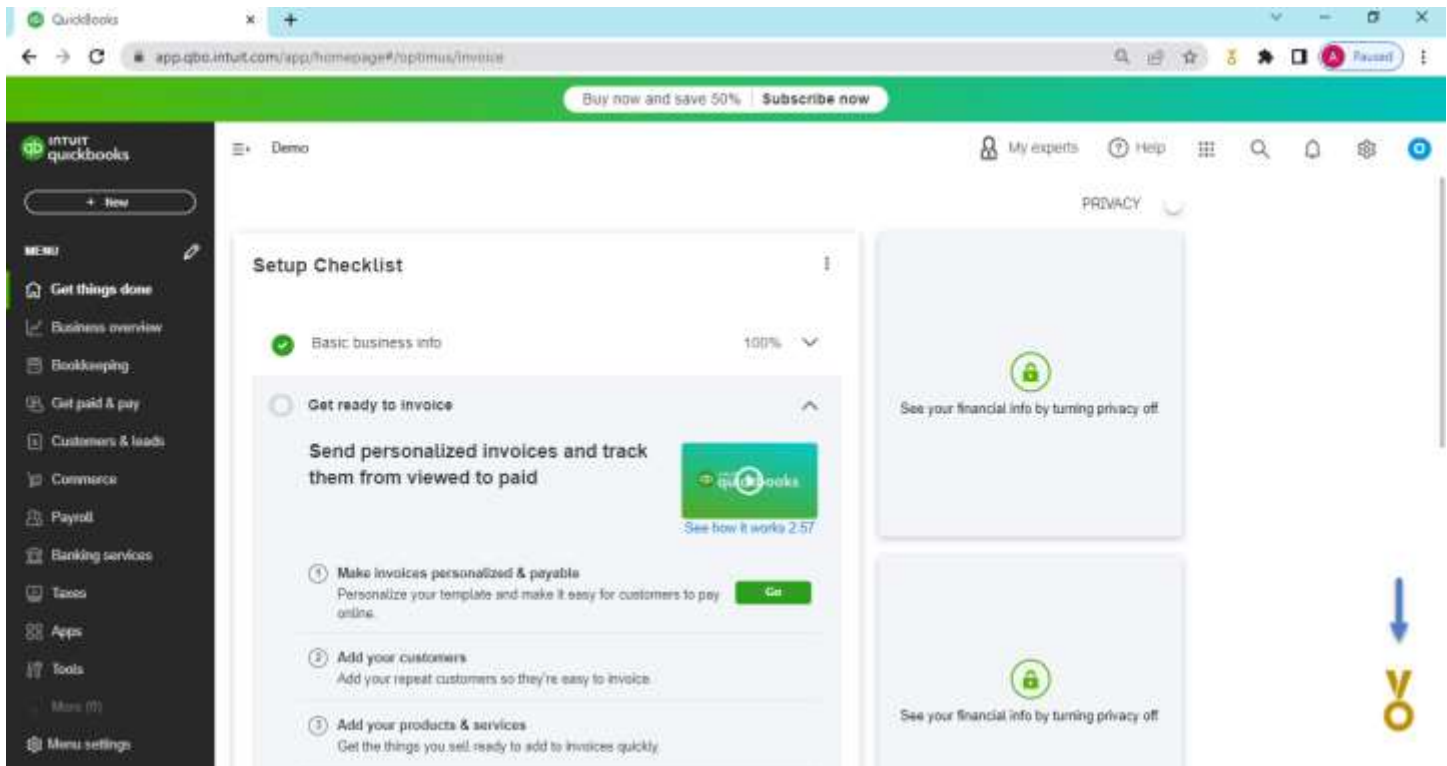 QuickBooks
app.qbo.intuit.com/app/homepage#/optimus/invoice
Paused
Buy now and save 50% | Subscribe now
INTUIT
quickbooks
Demo
My experts
Help
+ New
PRIVACY
MENU
Get things done
Business overview
Bookkeeping
Get paid & pay
Customers & leads
Commerce
Payroll
Banking services
Taxes
Apps
Tools
More (0)
Menu settings
Setup Checklist
Basic business info
100%
Get ready to invoice
Send personalized invoices and track
them from viewed to paid
quickbooks
See how it works 2:57
1 Make invoices personalized & payable
Personalize your template and make it easy for customers to pay
online.
Go
2 Add your customers
Add your repeat customers so they're easy to invoice.
3 Add your products & services
Get the things you sell ready to add to invoices quickly.
See your financial info by turning privacy off
See your financial info by turning privacy off